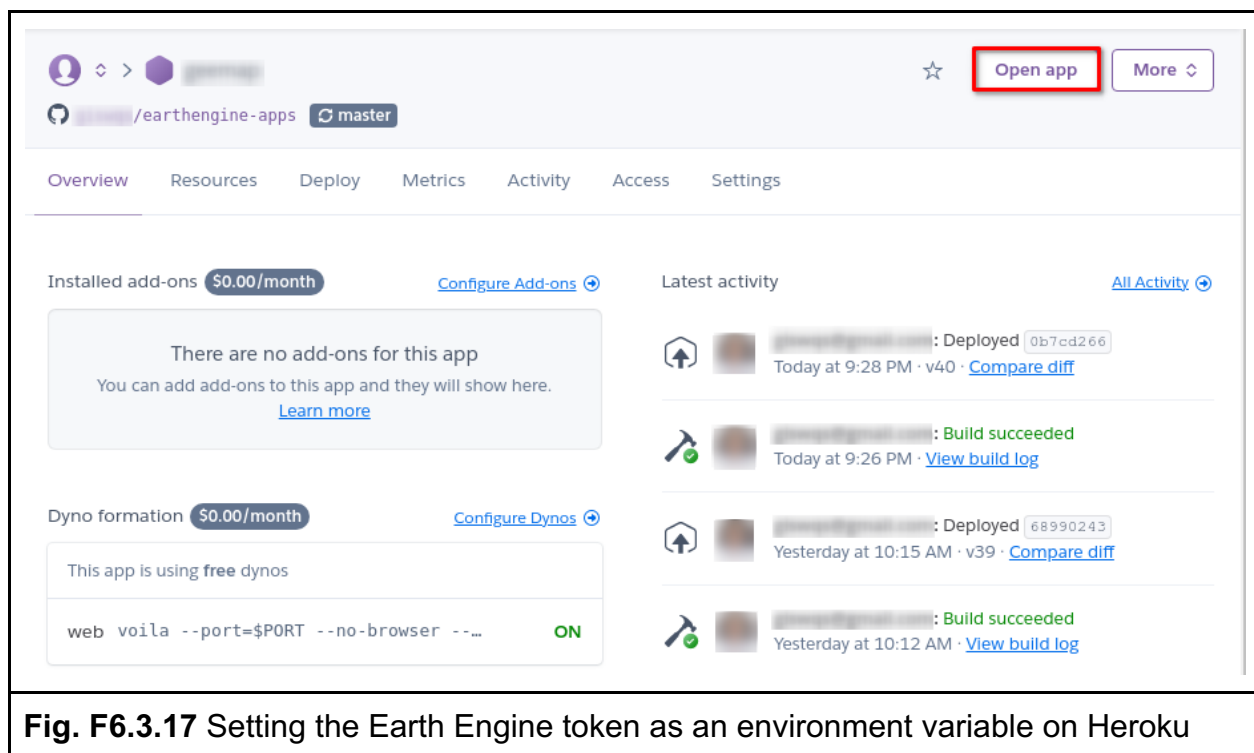 >
Open app
More
/earthengine-apps master
Overview Resources Deploy Metrics Activity Access Settings
Installed add-ons $0.00/month Configure Add-ons
There are no add-ons for this app
You can add add-ons to this app and they will show here.
Learn more
Dyno formation $0.00/month Configure Dynos
This app is using free dynos
web voila --port=$PORT --no-browser --… ON
Latest activity All Activity
: Deployed 0b7cd266
Today at 9:28 PM · v40 · Compare diff
: Build succeeded
Today at 9:26 PM · View build log
: Deployed 68990243
Yesterday at 10:15 AM · v39 · Compare diff
: Build succeeded
Yesterday at 10:12 AM · View build log
Fig. F6.3.17 Setting the Earth Engine token as an environment variable on Heroku